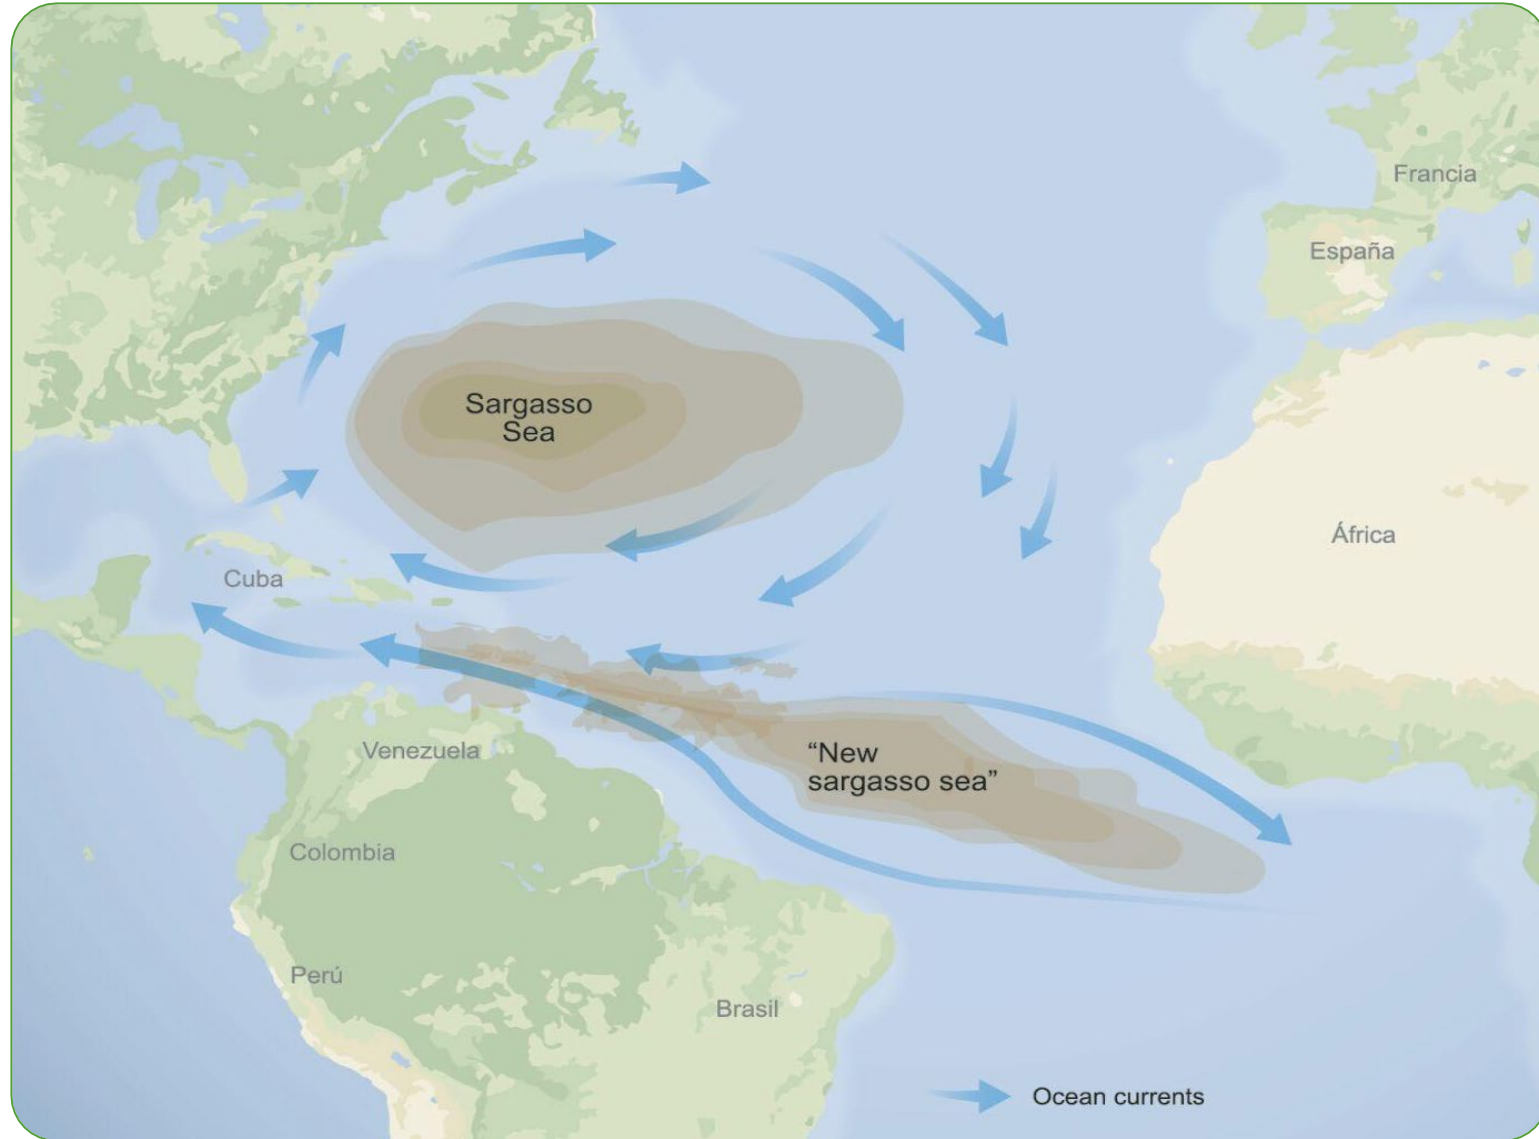 Francia
España
Sargasso
Sea
África
Cuba
Venezuela
“New
sargasso sea”
Colombia
Perú
Brasil
Ocean currents